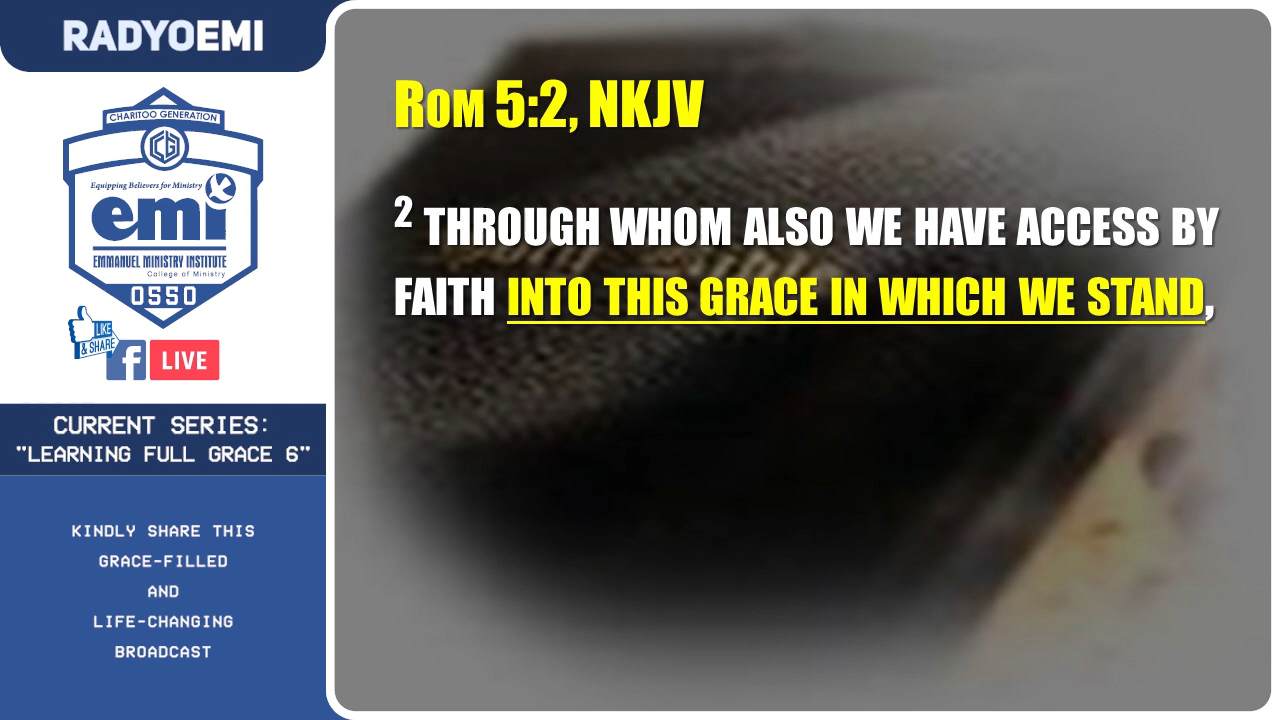 RADYOEMI
CHARITOO GENERATION
CG
Equipping Believers for Ministry
emi
EMMANUEL MINISTRY INSTITUTE
College of Ministry
0550
LIKE
& SHARE
f LIVE
CURRENT SERIES:
"LEARNING FULL GRACE 6"
KINDLY SHARE THIS
GRACE-FILLED
AND
LIFE-CHANGING
BROADCAST
ROM 5:2, NKJV
2 THROUGH WHOM ALSO WE HAVE ACCESS BY
FAITH INTO THIS GRACE IN WHICH WE STAND,